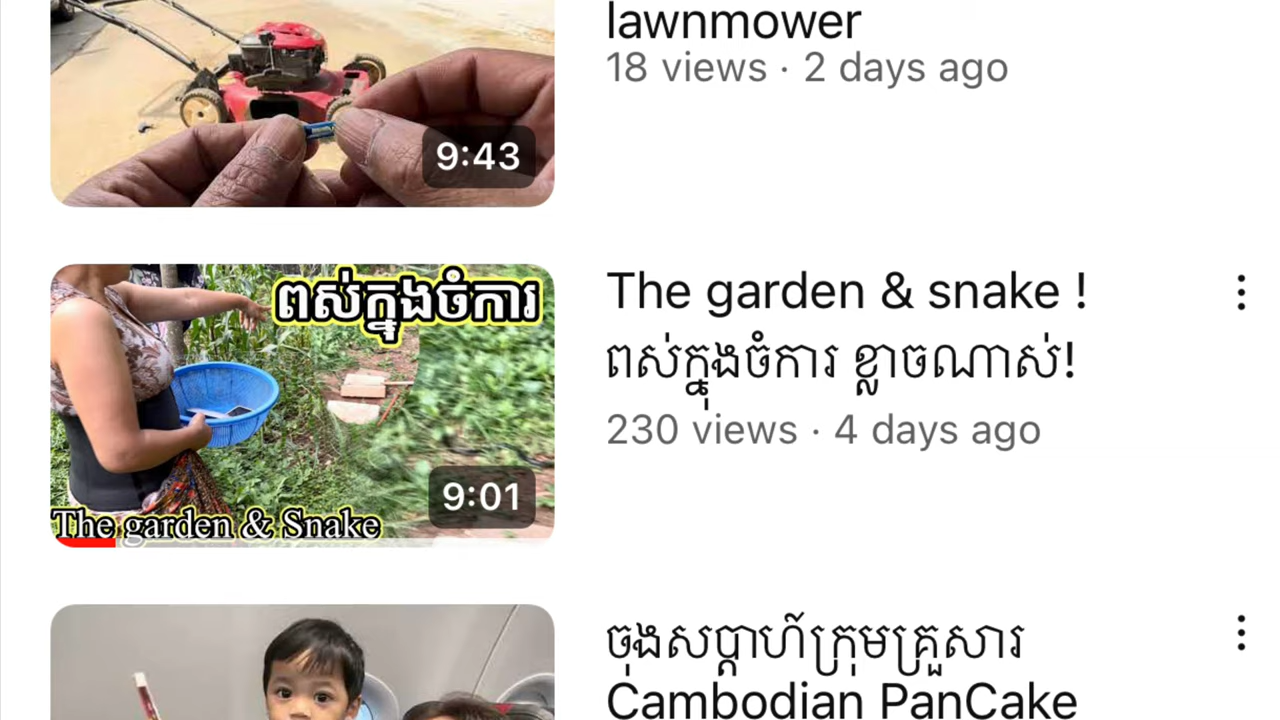 lawnmower
18 views · 2 days ago
9:43
The garden & snake !
ពស់ក្នុងចំការ ខ្លាចណាស់!
230 views · 4 days ago
ពស់ក្នុងចំការ
9:01
The garden & Snake
ចុងសប្តាហ៍ក្រុមគ្រួសារ
Cambodian PanCake